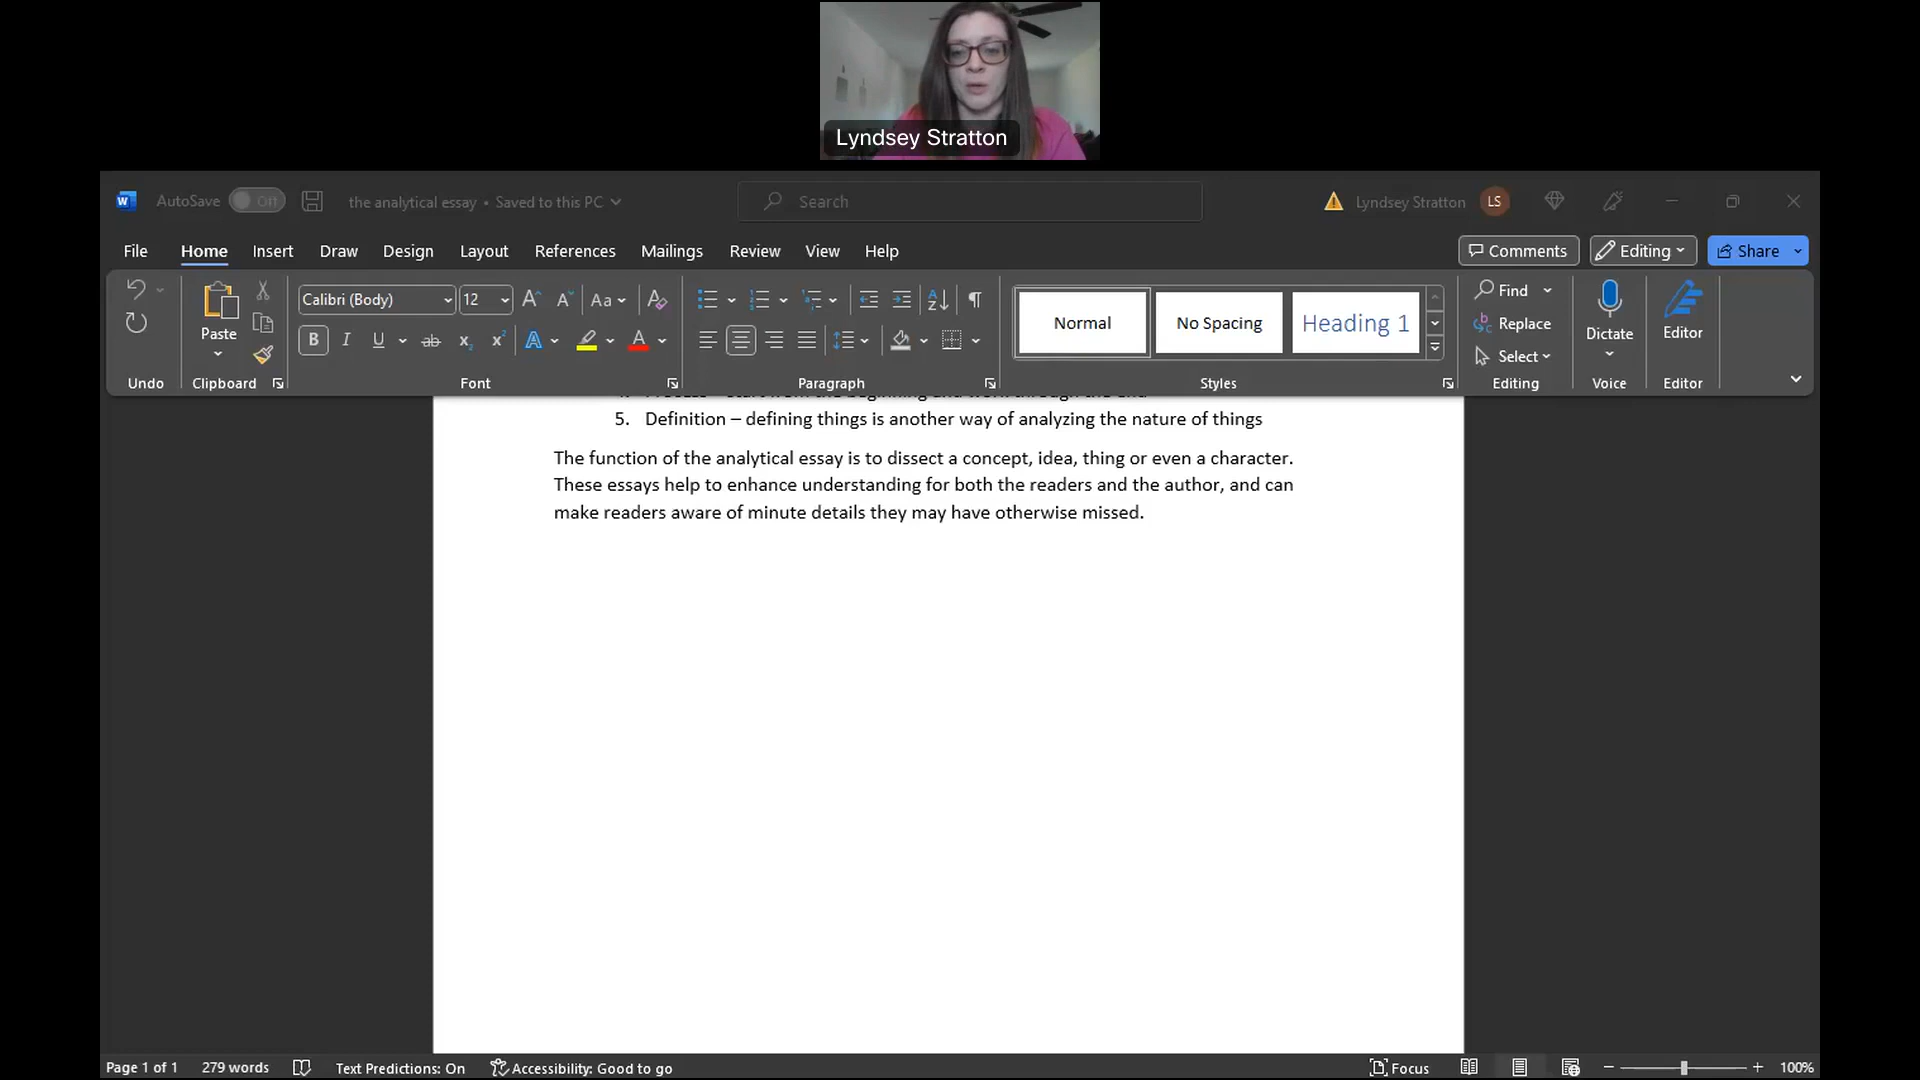 Lyndsey Stratton
AutoSave Off the analytical essay • Saved to this PC Search Lyndsey Stratton LS
File Home Insert Draw Design Layout References Mailings Review View Help Comments Editing Share
Calibri (Body) 12 Aa
Paste
Normal No Spacing Heading 1
Find
Replace
Select
Dictate
Editor
Undo Clipboard Font Paragraph Styles Editing Voice Editor
5. Definition – defining things is another way of analyzing the nature of things
The function of the analytical essay is to dissect a concept, idea, thing or even a character.
These essays help to enhance understanding for both the readers and the author, and can
make readers aware of minute details they may have otherwise missed.
Page 1 of 1 279 words Text Predictions: On Accessibility: Good to go Focus 100%